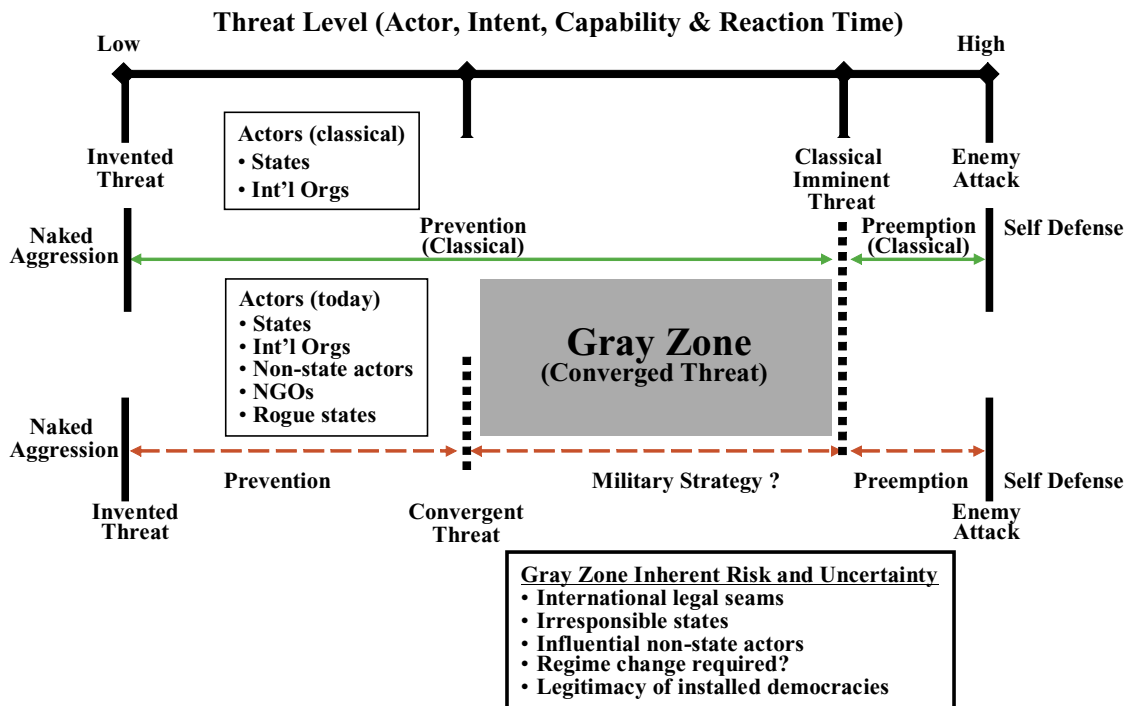 Threat Level (Actor, Intent, Capability & Reaction Time)
Low
High
Actors (classical)
• States
• Int’l Orgs
Invented
Threat
Classical
Imminent
Threat
Enemy
Attack
Naked
Aggression
Prevention
(Classical)
Preemption
(Classical)
Self Defense
Actors (today)
• States
• Int’l Orgs
• Non-state actors
• NGOs
• Rogue states
Gray Zone
(Converged Threat)
Naked
Aggression
Prevention
Military Strategy ?
Preemption
Self Defense
Invented
Threat
Convergent
Threat
Enemy
Attack
Gray Zone Inherent Risk and Uncertainty
• International legal seams
• Irresponsible states
• Influential non-state actors
• Regime change required?
• Legitimacy of installed democracies